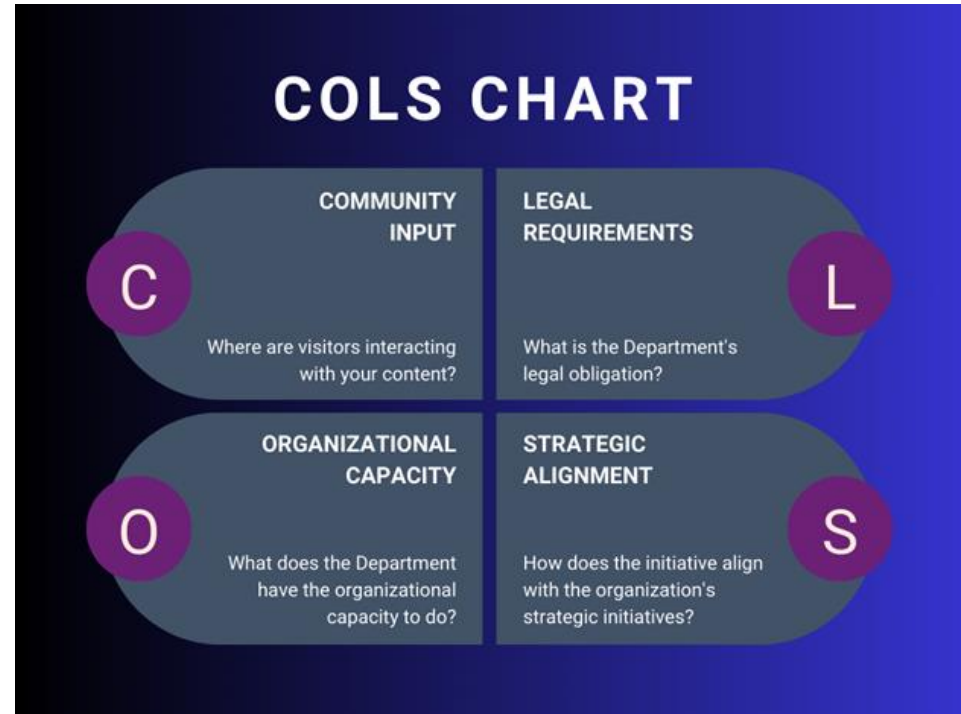 COLS CHART
C
COMMUNITY
INPUT
Where are visitors interacting
with your content?
O
ORGANIZATIONAL
CAPACITY
What does the Department
have the organizational
capacity to do?
L
LEGAL
REQUIREMENTS
What is the Department's
legal obligation?
S
STRATEGIC
ALIGNMENT
How does the initiative align
with the organization's
strategic initiatives?